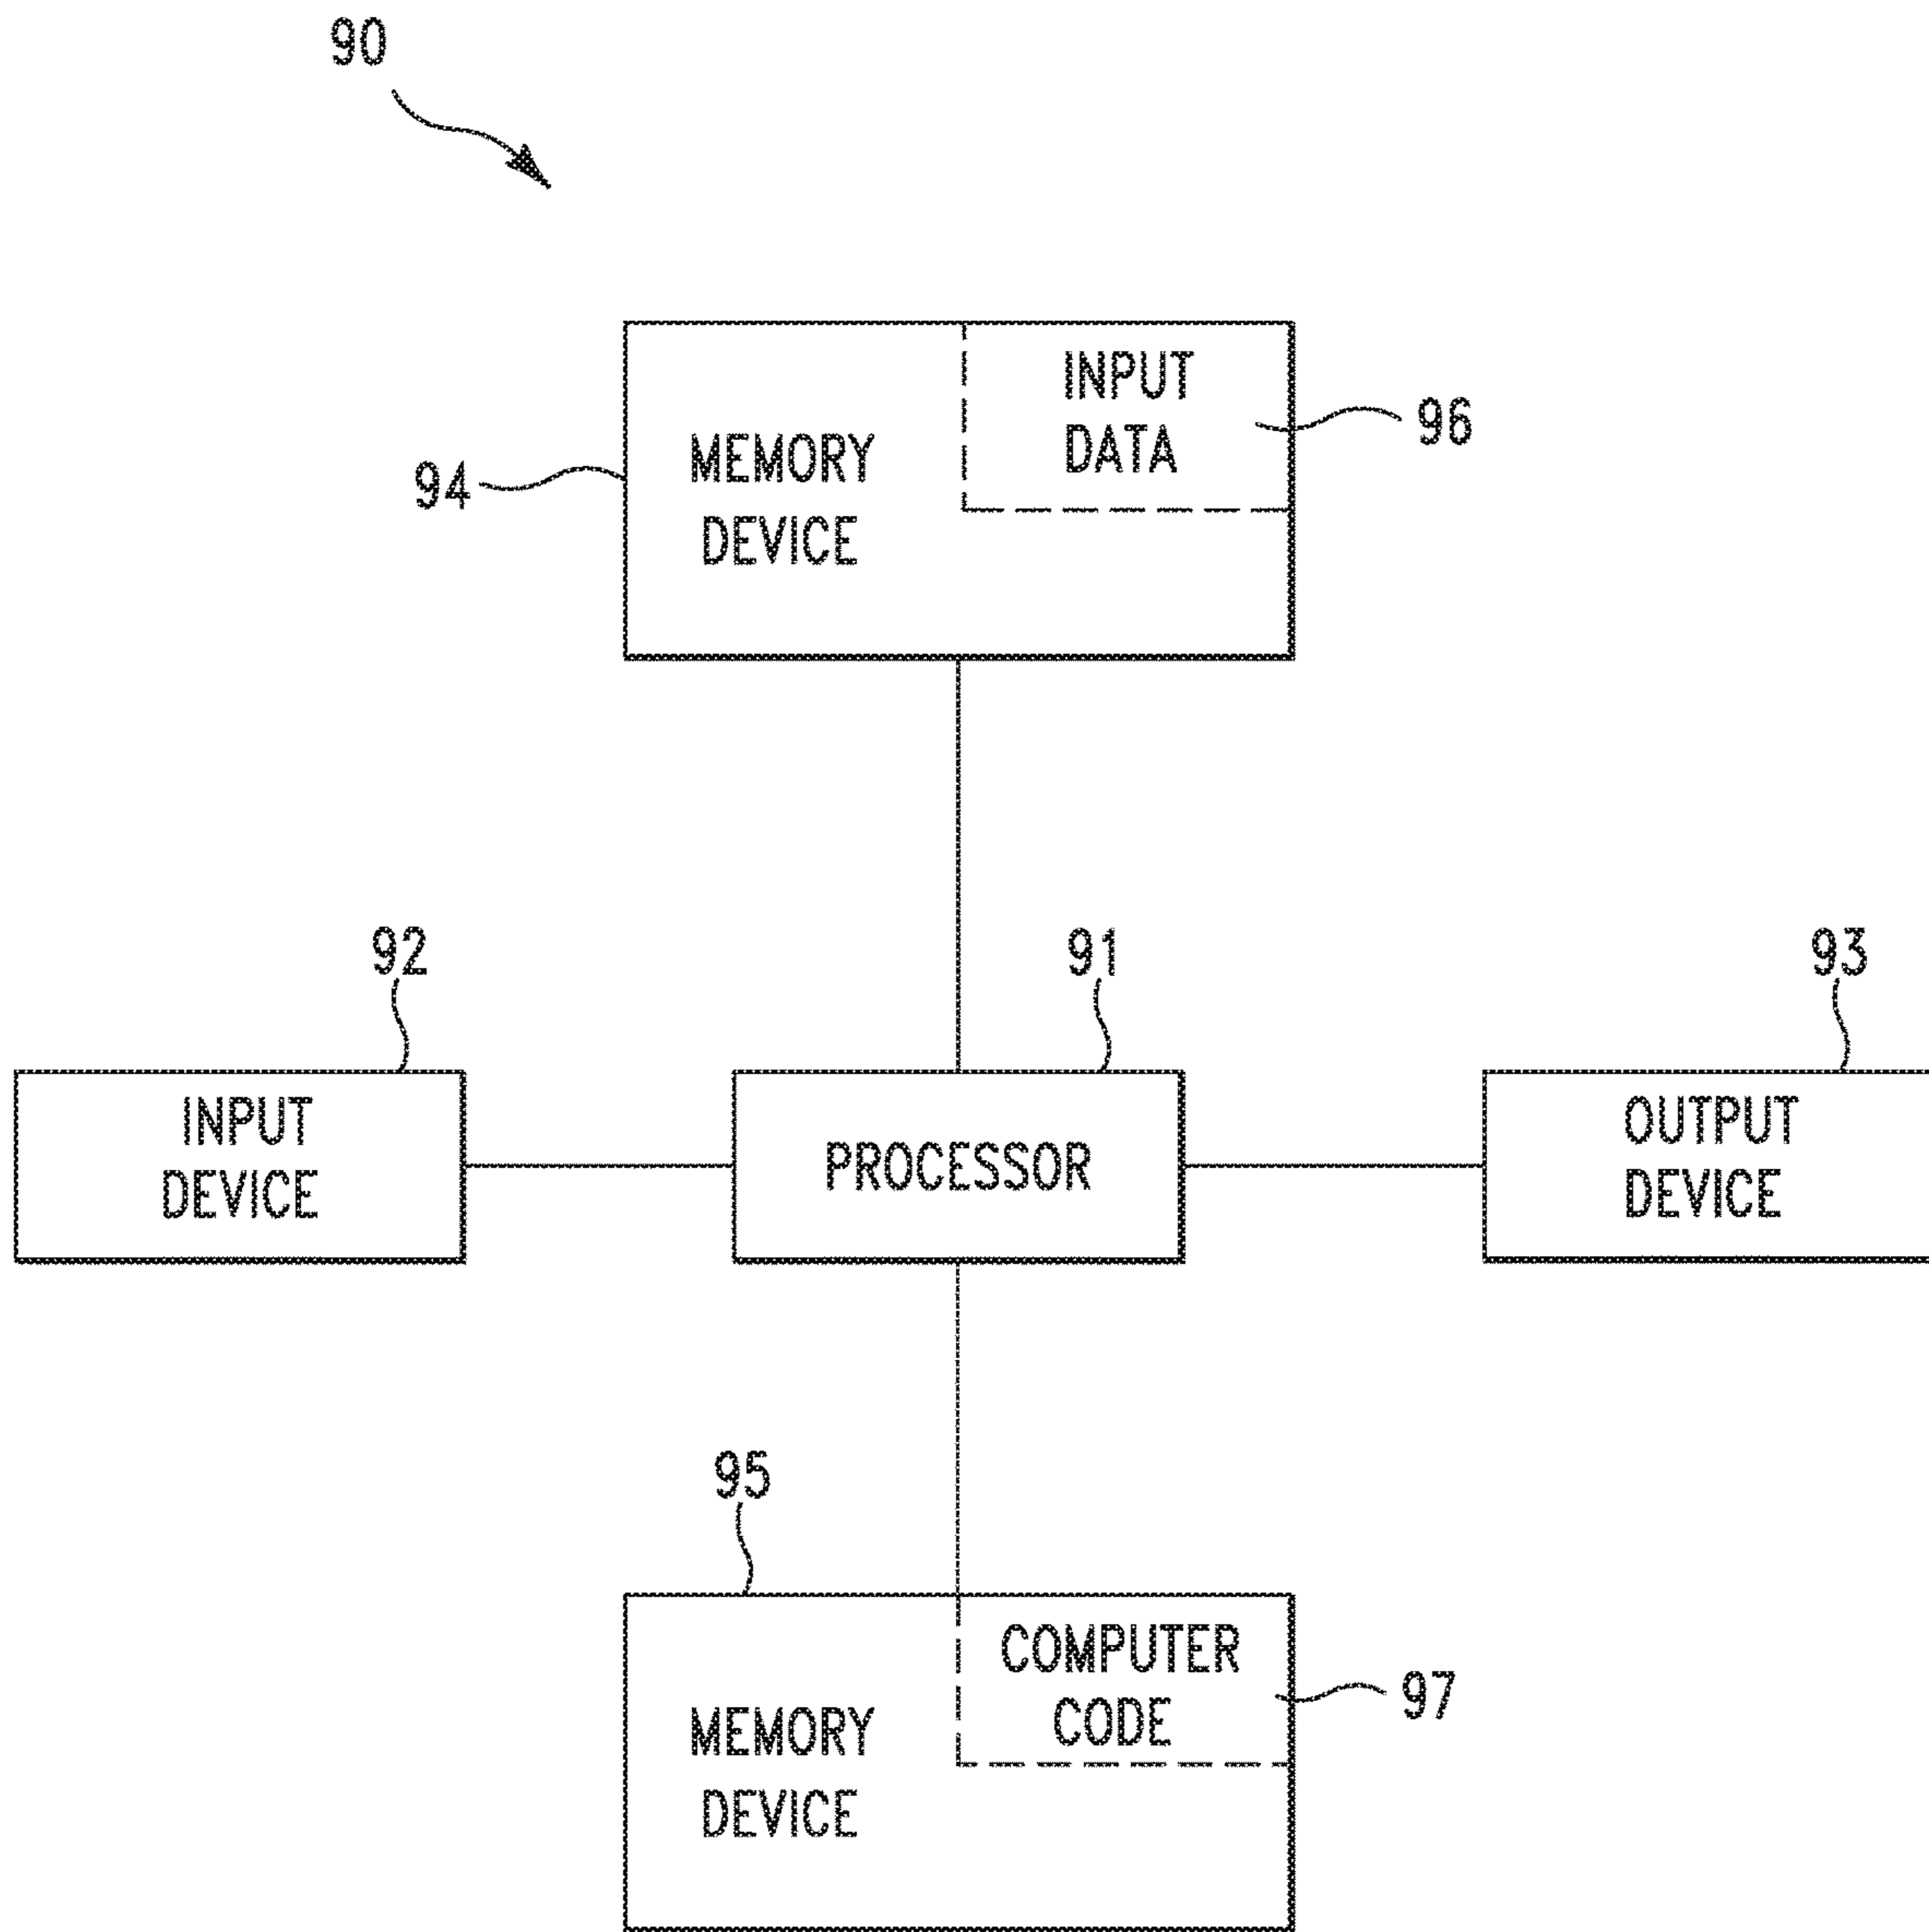 90
INPUT
DATA
96
MEMORY
DEVICE
94
92
91
93
INPUT
DEVICE
PROCESSOR
OUTPUT
DEVICE
95
COMPUTER
CODE
97
MEMORY
DEVICE